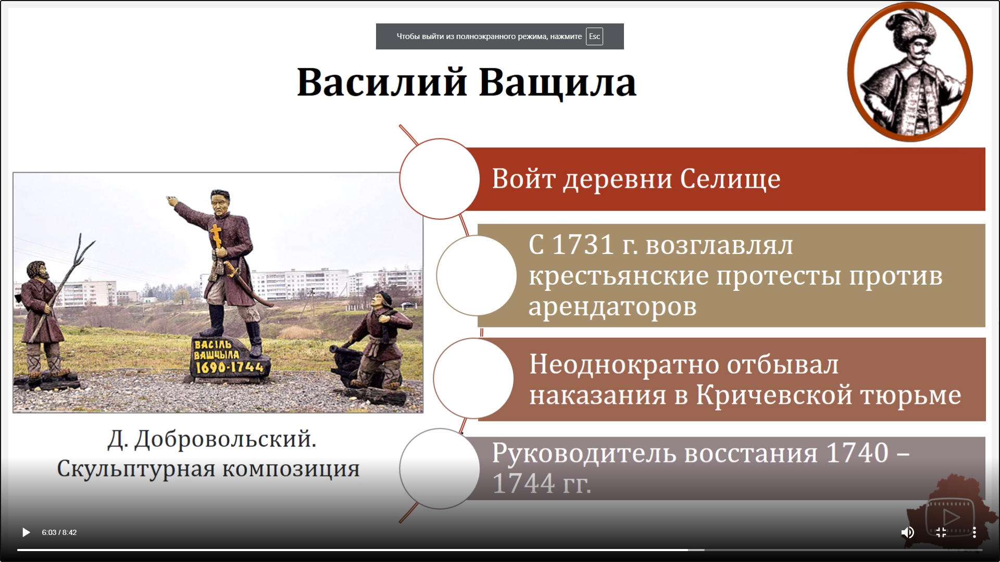 Чтобы выйти из полноэкранного режима, нажмите Esc
Василий Ващила
Войт деревни Селище
С 1731 г. возглавлял
крестьянские протесты против
арендаторов
Неоднократно отбывал
наказания в Кричевской тюрьме
Руководитель восстания 1740 –
1744 гг.
ВАСІЛЬ
ВАШЧЫЛА
1690-1744
Д. Добровольский.
Скульптурная композиция
6:03 / 8:42